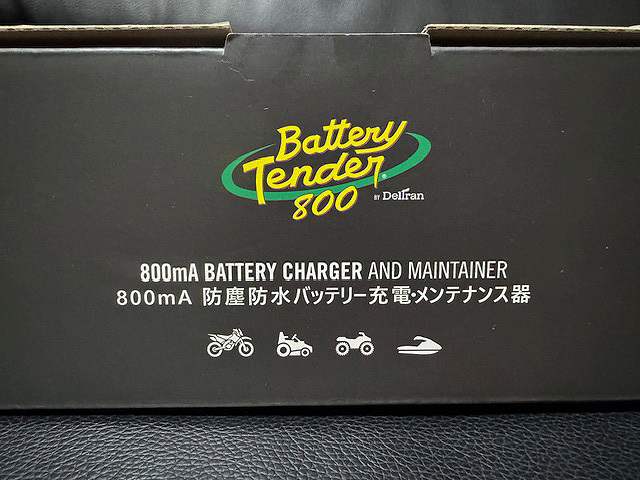 Battery
Tender®
800
BY Deltran
800mA BATTERY CHARGER AND MAINTAINER
800mA 防塵防水バッテリー充電・メンテナンス器